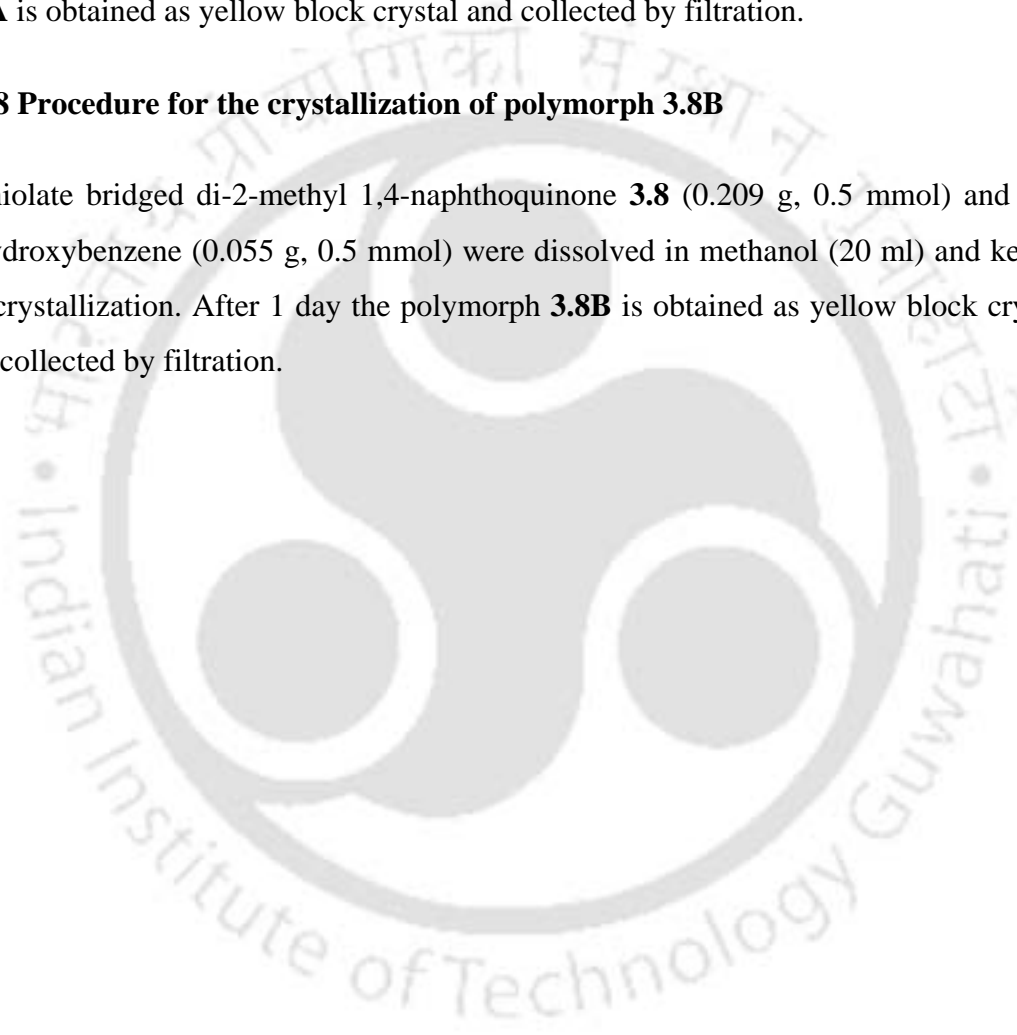 A is obtained as yellow block crystal and collected by filtration.
8 Procedure for the crystallization of polymorph 3.8B
iolate bridged di-2-methyl 1,4-naphthoquinone 3.8 (0.209 g, 0.5 mmol) and
ydroxybenzene (0.055 g, 0.5 mmol) were dissolved in methanol (20 ml) and ke
crystallization. After 1 day the polymorph 3.8B is obtained as yellow block cry
collected by filtration.
Indian Institute of Technology Guwahati